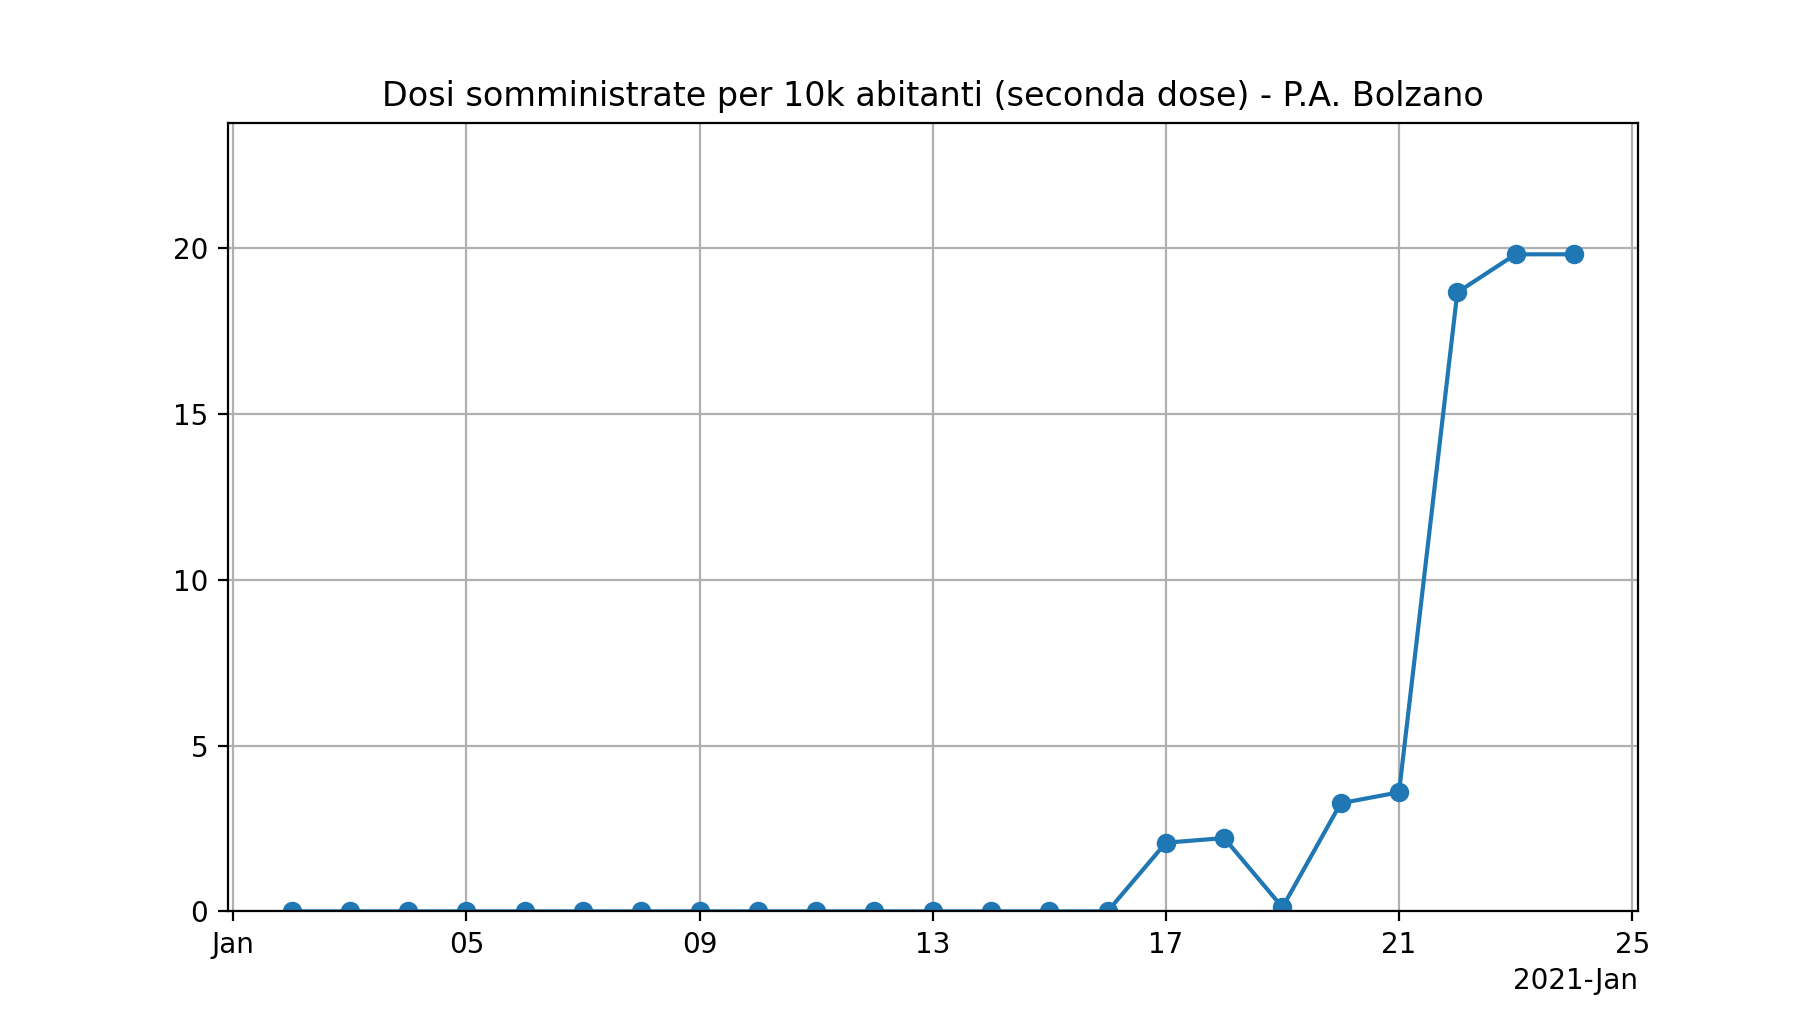 Dosi somministrate per 10k abitanti (seconda dose) - P.A. Bolzano
20
15
10
5
0
Jan 05 09 13 17 21 25
2021-Jan